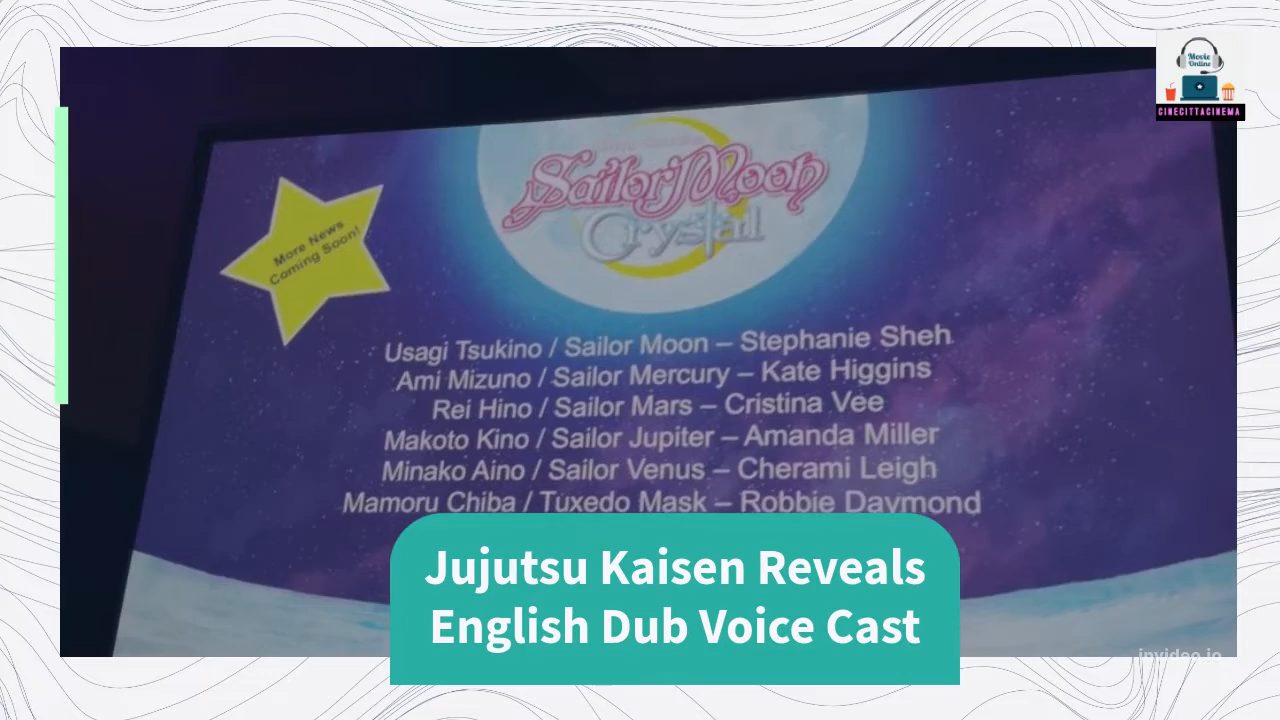 Movie
Online
CINECITTACINEMA
Sailor Moon
Crystal
More News
Coming Soon!
Usagi Tsukino / Sailor Moon – Stephanie Sheh
Ami Mizuno / Sailor Mercury – Kate Higgins
Rei Hino / Sailor Mars – Cristina Vee
Makoto Kino / Sailor Jupiter – Amanda Miller
Minako Aino / Sailor Venus – Cherami Leigh
Mamoru Chiba / Tuxedo Mask – Robbie Daymond
Jujutsu Kaisen Reveals
English Dub Voice Cast
invideo.io